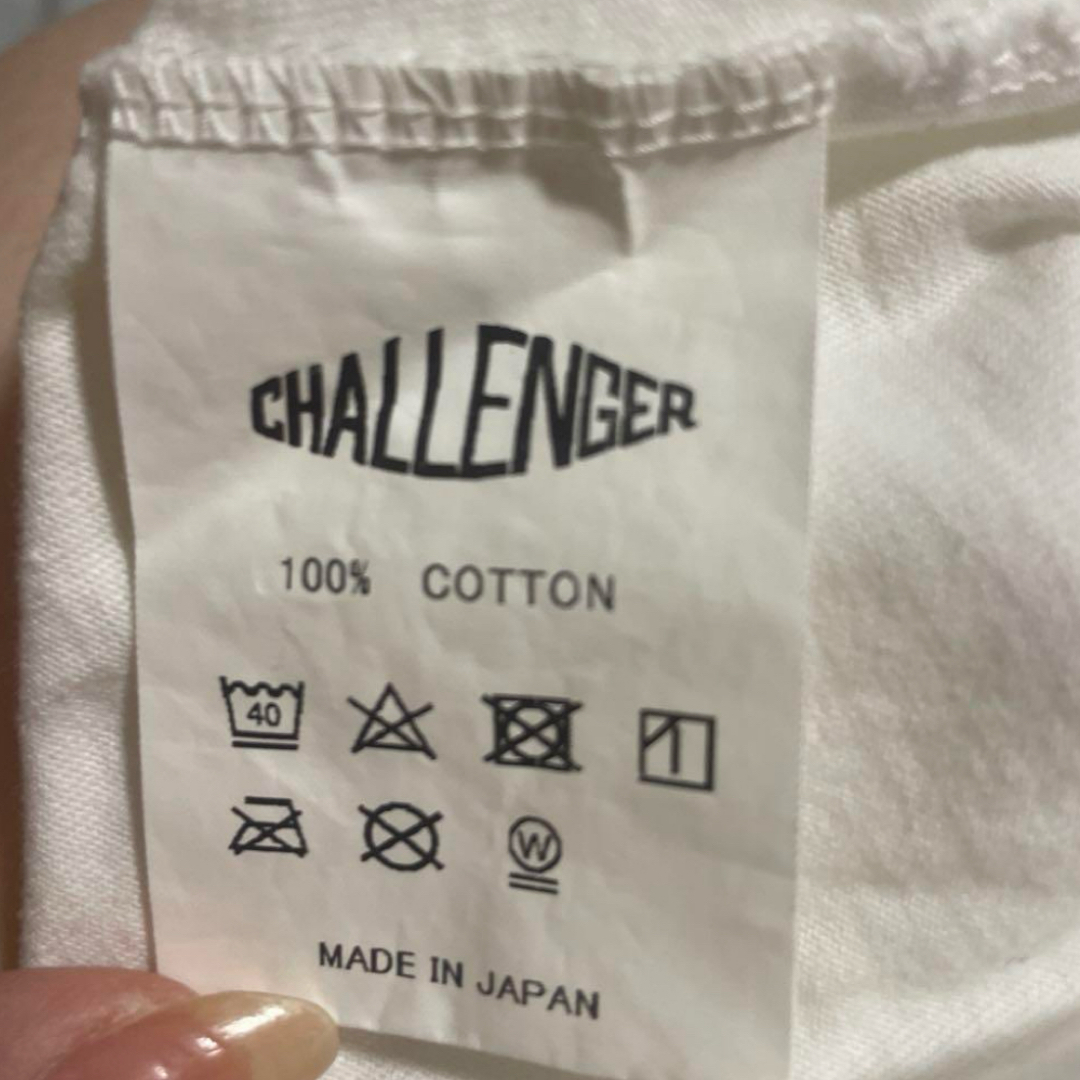 CHALLENGER
100% COTTON
40
W
MADE IN JAPAN